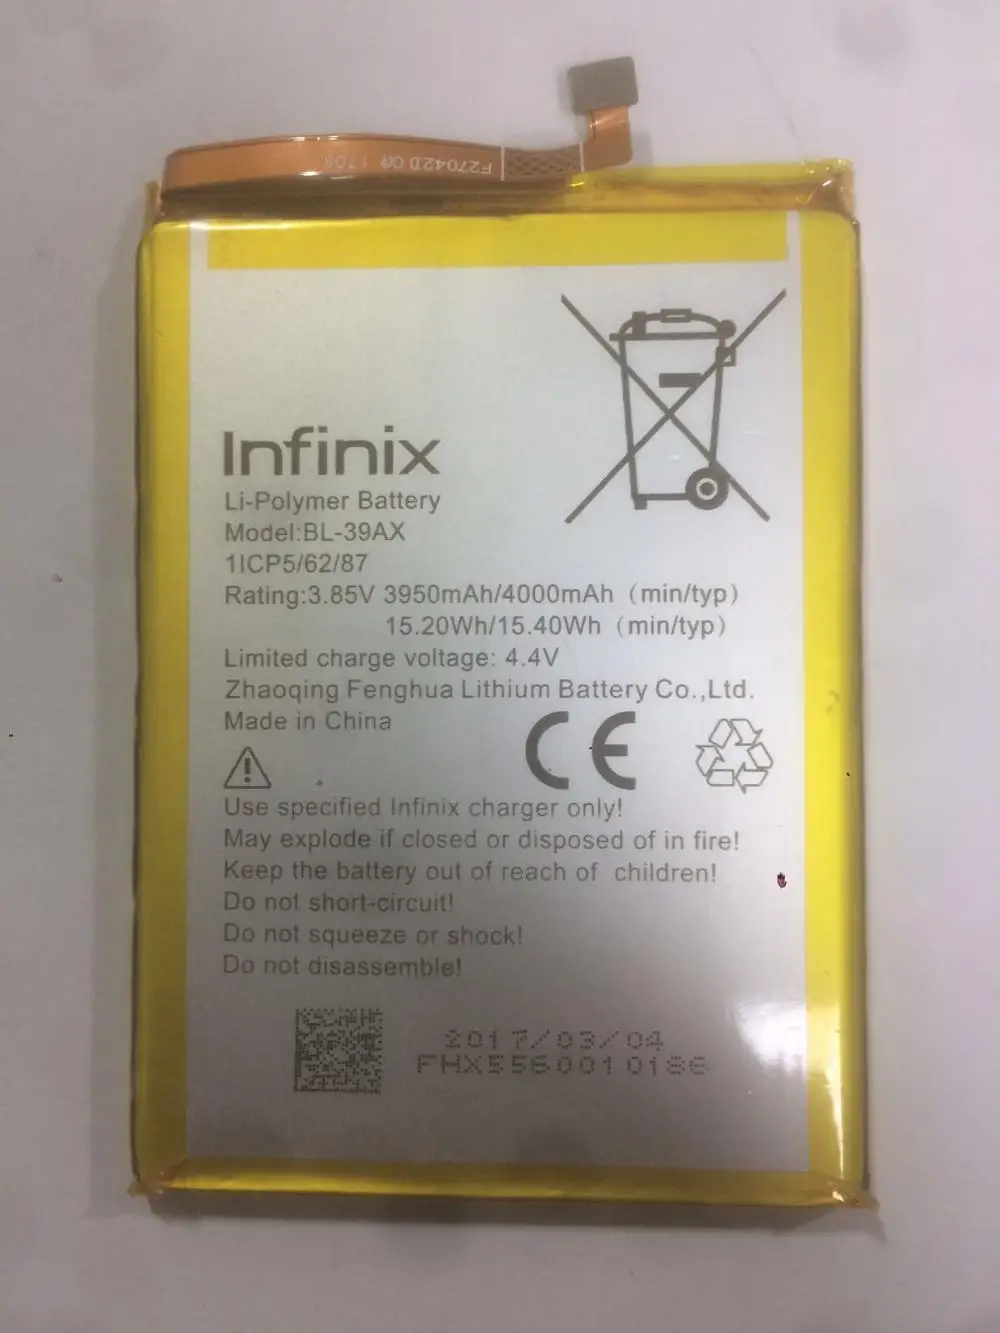 F27042D GR 1706
Infinix
Li-Polymer Battery
Model:BL-39AX
1ICP5/62/87
Rating:3.85V 3950mAh/4000mAh (min/typ)
15.20Wh/15.40Wh (min/typ)
Limited charge voltage: 4.4V
Zhaoqing Fenghua Lithium Battery Co.,Ltd.
Made in China
CE
Use specified Infinix charger only!
May explode if closed or disposed of in fire!
Keep the battery out of reach of children!
Do not short-circuit!
Do not squeeze or shock!
Do not disassemble!
2017/03/04
FHX5560010186